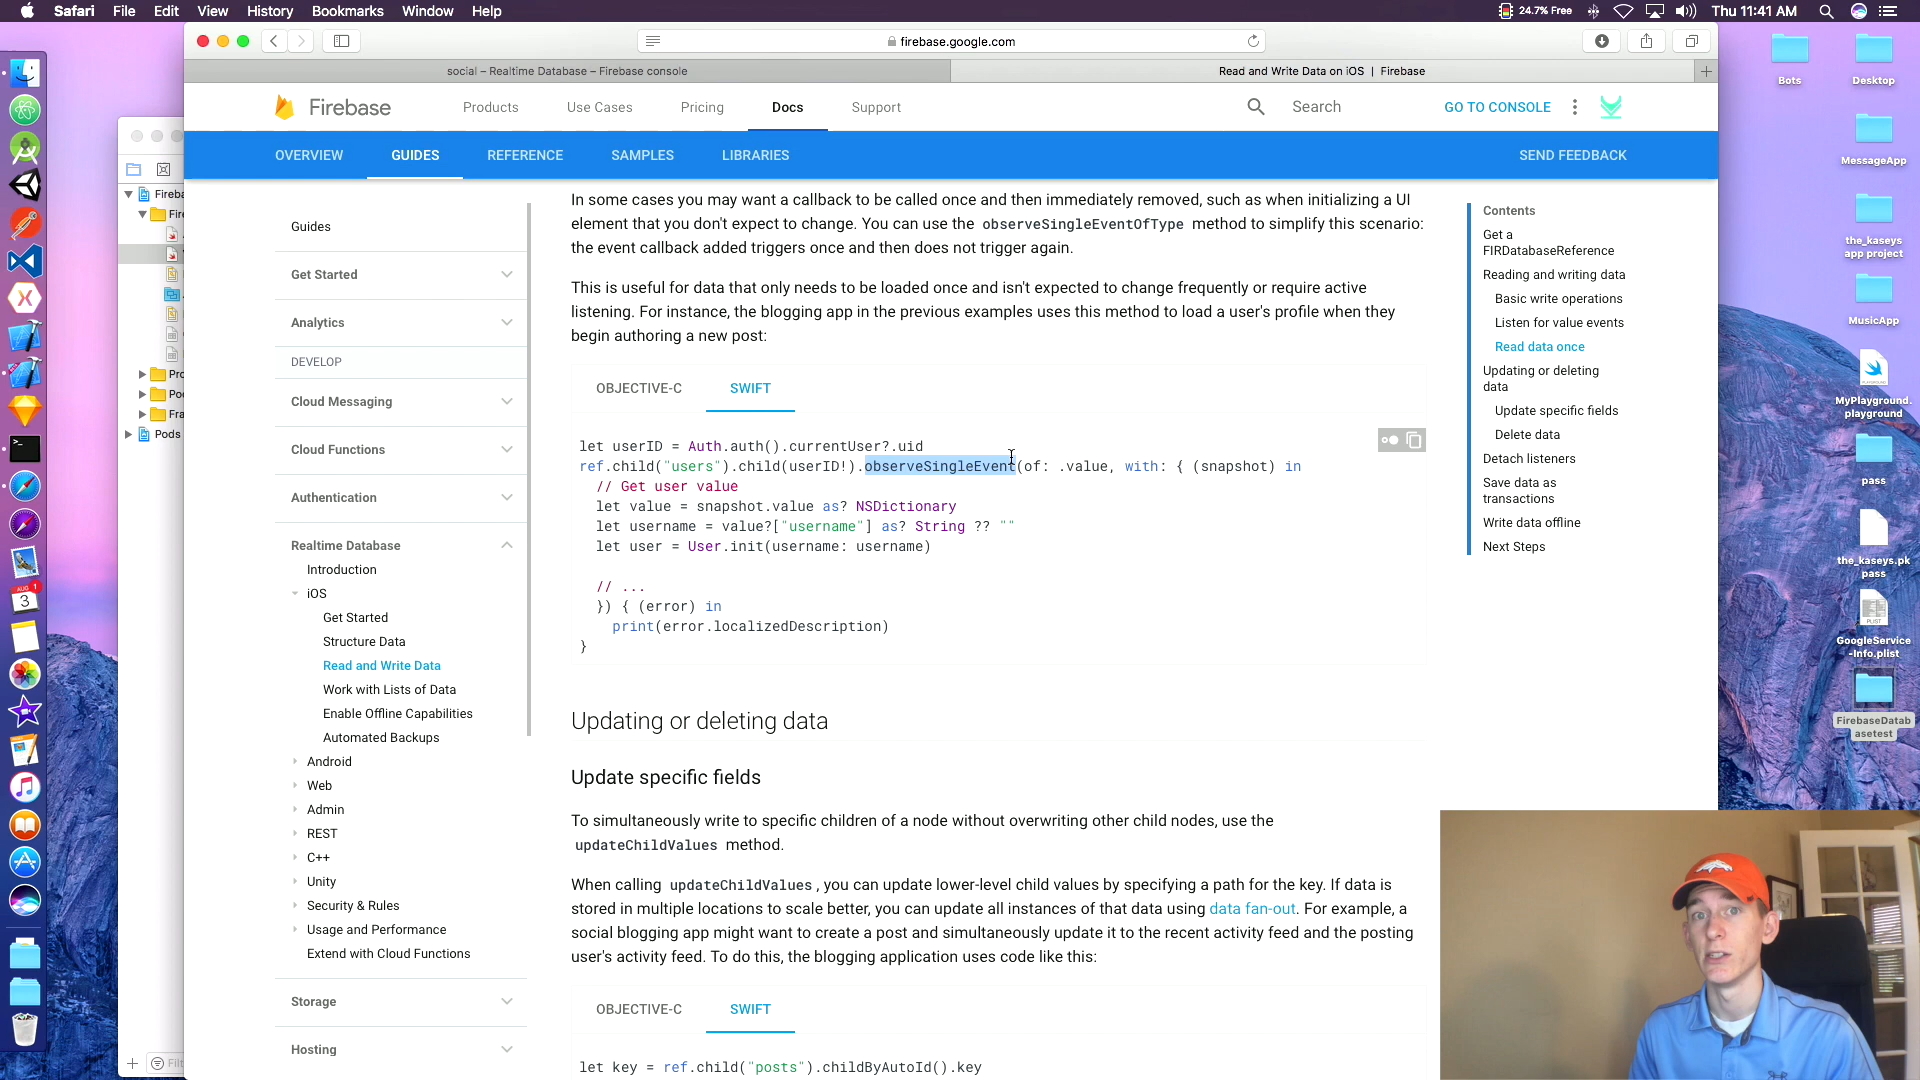 Safari File Edit View History Bookmarks Window Help
24.7% Free Thu 11:41 AM
firebase.google.com
social – Realtime Database – Firebase console
Read and Write Data on iOS | Firebase
Firebase
Products
Use Cases
Pricing
Docs
Support
Search
GO TO CONSOLE
OVERVIEW
GUIDES
REFERENCE
SAMPLES
LIBRARIES
SEND FEEDBACK
Guides
Get Started
Analytics
DEVELOP
Cloud Messaging
Cloud Functions
Authentication
Realtime Database
Introduction
iOS
Get Started
Structure Data
Read and Write Data
Work with Lists of Data
Enable Offline Capabilities
Automated Backups
Android
Web
Admin
REST
C++
Unity
Security & Rules
Usage and Performance
Extend with Cloud Functions
Storage
Hosting
In some cases you may want a callback to be called once and then immediately removed, such as when initializing a UI
element that you don't expect to change. You can use the observeSingleEventOfType method to simplify this scenario:
the event callback added triggers once and then does not trigger again.
This is useful for data that only needs to be loaded once and isn't expected to change frequently or require active
listening. For instance, the blogging app in the previous examples uses this method to load a user's profile when they
begin authoring a new post:
OBJECTIVE-C
SWIFT
let userID = Auth.auth().currentUser?.uid
ref.child("users").child(userID!).observeSingleEvent(of: .value, with: { (snapshot) in
// Get user value
let value = snapshot.value as? NSDictionary
let username = value?["username"] as? String ?? ""
let user = User.init(username: username)
// ...
}) { (error) in
print(error.localizedDescription)
}
Updating or deleting data
Update specific fields
To simultaneously write to specific children of a node without overwriting other child nodes, use the
updateChildValues method.
When calling updateChildValues, you can update lower-level child values by specifying a path for the key. If data is
stored in multiple locations to scale better, you can update all instances of that data using data fan-out. For example, a
social blogging app might want to create a post and simultaneously update it to the recent activity feed and the posting
user's activity feed. To do this, the blogging application uses code like this:
OBJECTIVE-C
SWIFT
let key = ref.child("posts").childByAutoId().key
Contents
Get a
FIRDatabaseReference
Reading and writing data
Basic write operations
Listen for value events
Read data once
Updating or deleting
data
Update specific fields
Delete data
Detach listeners
Save data as
transactions
Write data offline
Next Steps
Bots
Desktop
MessageApp
the_kaseys
app project
MusicApp
MyPlayground.
playground
pass
the_kaseys.pk
pass
PLIST
GoogleService
-Info.plist
FirebaseDatab
asetest
Fireba
Fir
Pro
Poo
Fra
Pods
AUG
3
1